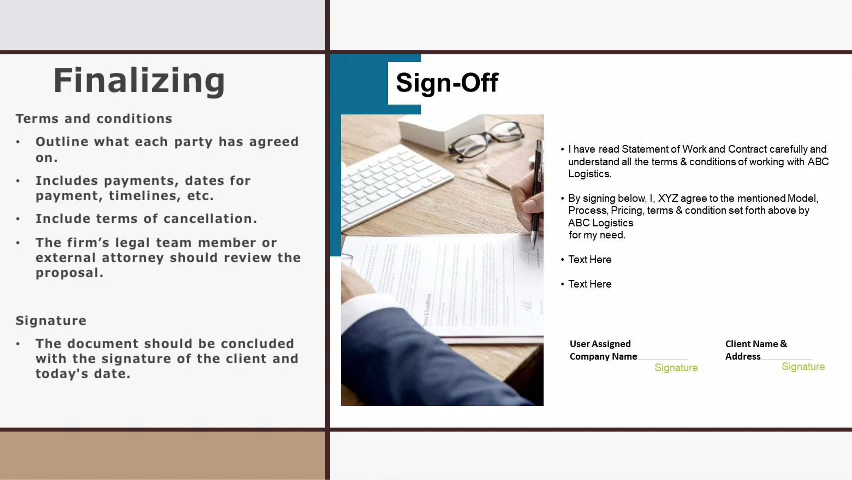 Finalizing
Terms and conditions
• Outline what each party has agreed
on.
• Includes payments, dates for
payment, timelines, etc.
• Include terms of cancellation.
• The firm’s legal team member or
external attorney should review the
proposal.
Signature
• The document should be concluded
with the signature of the client and
today's date.
Sign-Off
• I have read Statement of Work and Contract carefully and
understand all the terms & conditions of working with ABC
Logistics.
• By signing below, I, XYZ agree to the mentioned Model,
Process, Pricing, terms & condition set forth above by
ABC Logistics
for my need.
• Text Here
• Text Here
User Assigned
Company Name
Signature
Client Name &
Address
Signature